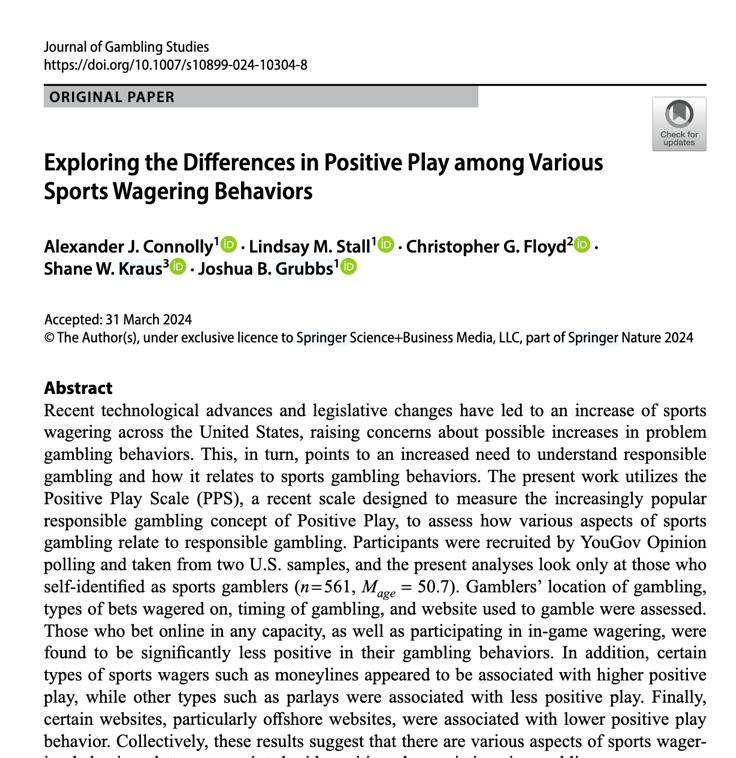 Journal of Gambling Studies
https://doi.org/10.1007/s10899-024-10304-8
ORIGINAL PAPER
Check for
updates
Exploring the Differences in Positive Play among Various
Sports Wagering Behaviors
Alexander J. Connolly1 iD · Lindsay M. Stall1 iD · Christopher G. Floyd2 iD ·
Shane W. Kraus3 iD · Joshua B. Grubbs1 iD
Accepted: 31 March 2024
© The Author(s), under exclusive licence to Springer Science+Business Media, LLC, part of Springer Nature 2024
Abstract
Recent technological advances and legislative changes have led to an increase of sports
wagering across the United States, raising concerns about possible increases in problem
gambling behaviors. This, in turn, points to an increased need to understand responsible
gambling and how it relates to sports gambling behaviors. The present work utilizes the
Positive Play Scale (PPS), a recent scale designed to measure the increasingly popular
responsible gambling concept of Positive Play, to assess how various aspects of sports
gambling relate to responsible gambling. Participants were recruited by YouGov Opinion
polling and taken from two U.S. samples, and the present analyses look only at those who
self-identified as sports gamblers (n=561, Mage = 50.7). Gamblers’ location of gambling,
types of bets wagered on, timing of gambling, and website used to gamble were assessed.
Those who bet online in any capacity, as well as participating in in-game wagering, were
found to be significantly less positive in their gambling behaviors. In addition, certain
types of sports wagers such as moneylines appeared to be associated with higher positive
play, while other types such as parlays were associated with less positive play. Finally,
certain websites, particularly offshore websites, were associated with lower positive play
behavior. Collectively, these results suggest that there are various aspects of sports wager-